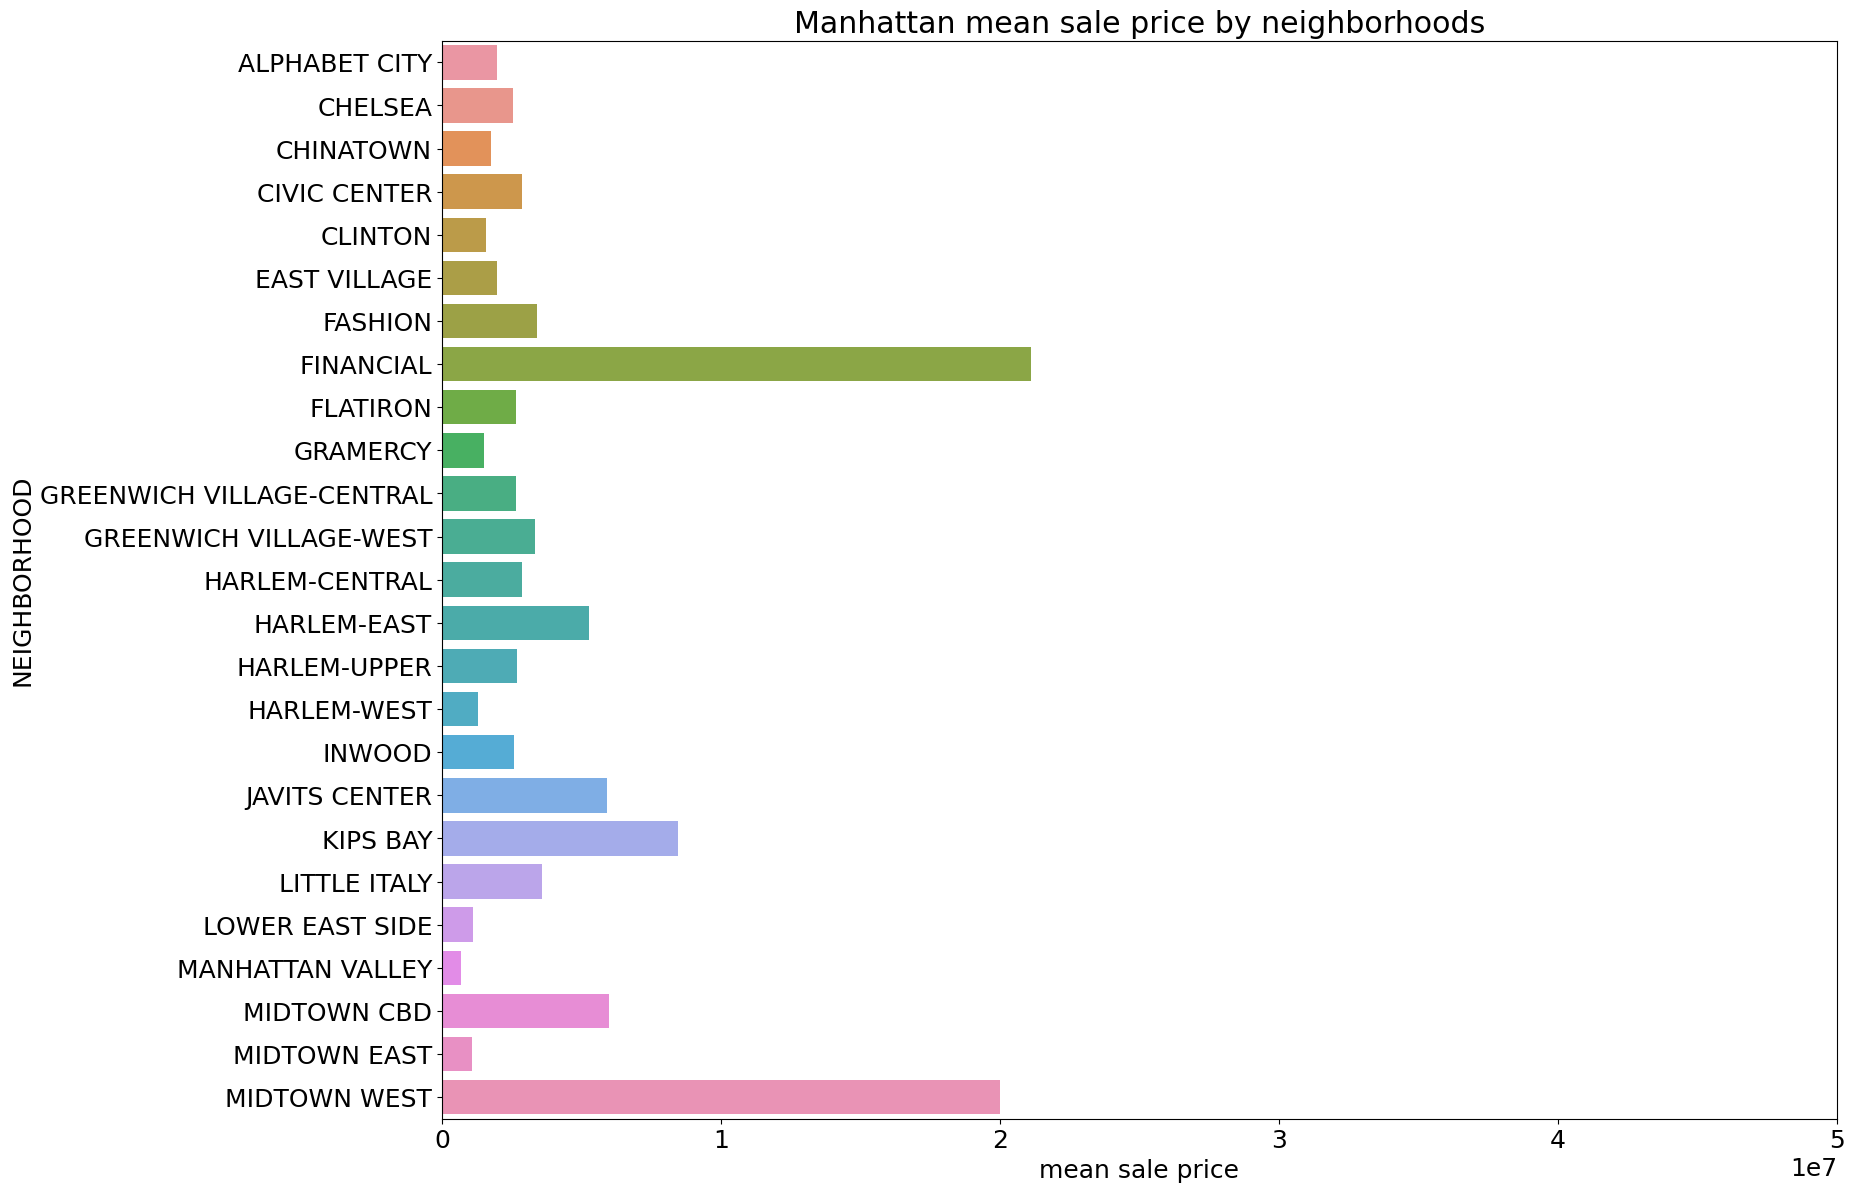 Manhattan mean sale price by neighborhoods
NEIGHBORHOOD
ALPHABET CITY
CHELSEA
CHINATOWN
CIVIC CENTER
CLINTON
EAST VILLAGE
FASHION
FINANCIAL
FLATIRON
GRAMERCY
GREENWICH VILLAGE-CENTRAL
GREENWICH VILLAGE-WEST
HARLEM-CENTRAL
HARLEM-EAST
HARLEM-UPPER
HARLEM-WEST
INWOOD
JAVITS CENTER
KIPS BAY
LITTLE ITALY
LOWER EAST SIDE
MANHATTAN VALLEY
MIDTOWN CBD
MIDTOWN EAST
MIDTOWN WEST
0 1 2 3 4 5
1e7
mean sale price